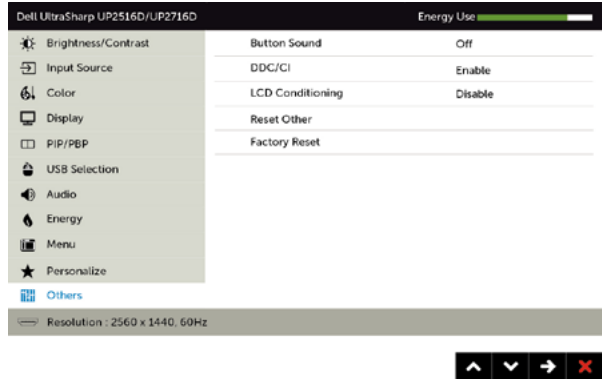 Dell UltraSharp UP2516D/UP2716D Energy Use
Brightness/Contrast Button Sound Off
Input Source DDC/CI Enable
Color LCD Conditioning Disable
Display Reset Other
PIP/PBP Factory Reset
USB Selection
Audio
Energy
Menu
Personalize
Others
Resolution : 2560 x 1440, 60Hz